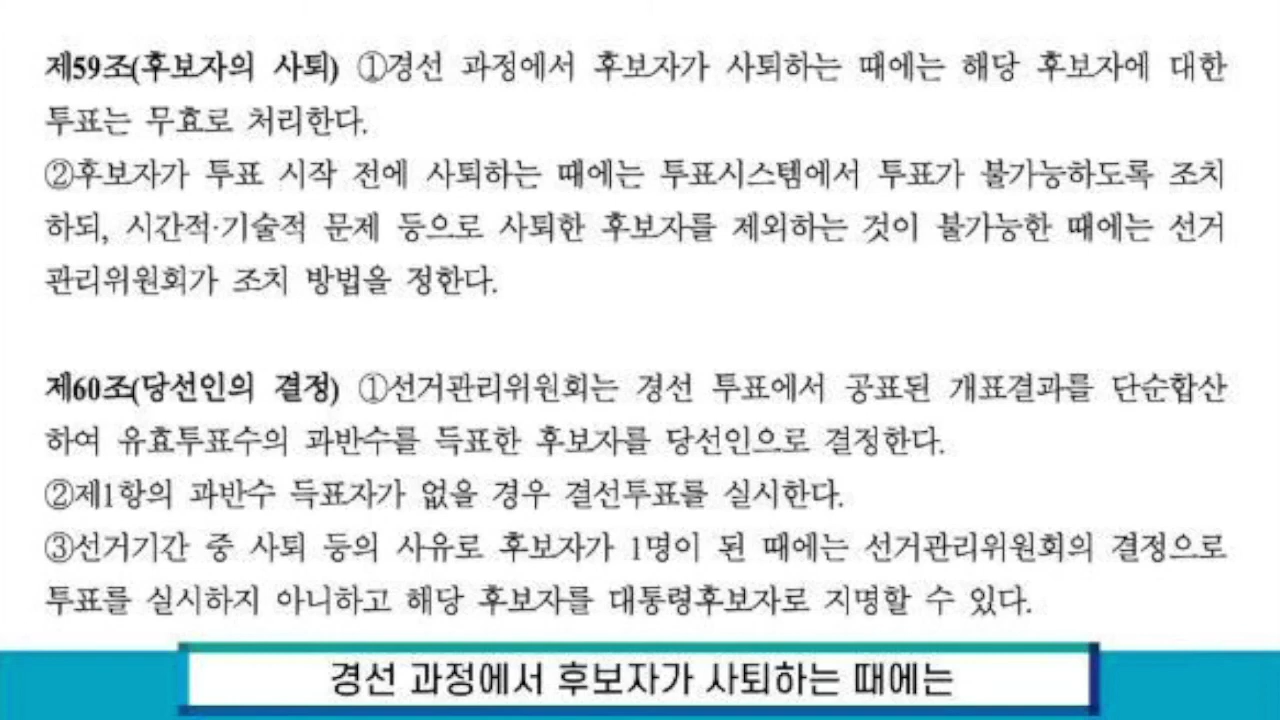 제59조(후보자의 사퇴) ①경선 과정에서 후보자가 사퇴하는 때에는 해당 후보자에 대한
투표는 무효로 처리한다.
②후보자가 투표 시작 전에 사퇴하는 때에는 투표시스템에서 투표가 불가능하도록 조치
하되, 시간적·기술적 문제 등으로 사퇴한 후보자를 제외하는 것이 불가능한 때에는 선거
관리위원회가 조치 방법을 정한다.
제60조(당선인의 결정) ①선거관리위원회는 경선 투표에서 공표된 개표결과를 단순합산
하여 유효투표수의 과반수를 득표한 후보자를 당선인으로 결정한다.
②제1항의 과반수 득표자가 없을 경우 결선투표를 실시한다.
③선거기간 중 사퇴 등의 사유로 후보자가 1명이 된 때에는 선거관리위원회의 결정으로
투표를 실시하지 아니하고 해당 후보자를 대통령후보자로 지명할 수 있다.
경선 과정에서 후보자가 사퇴하는 때에는